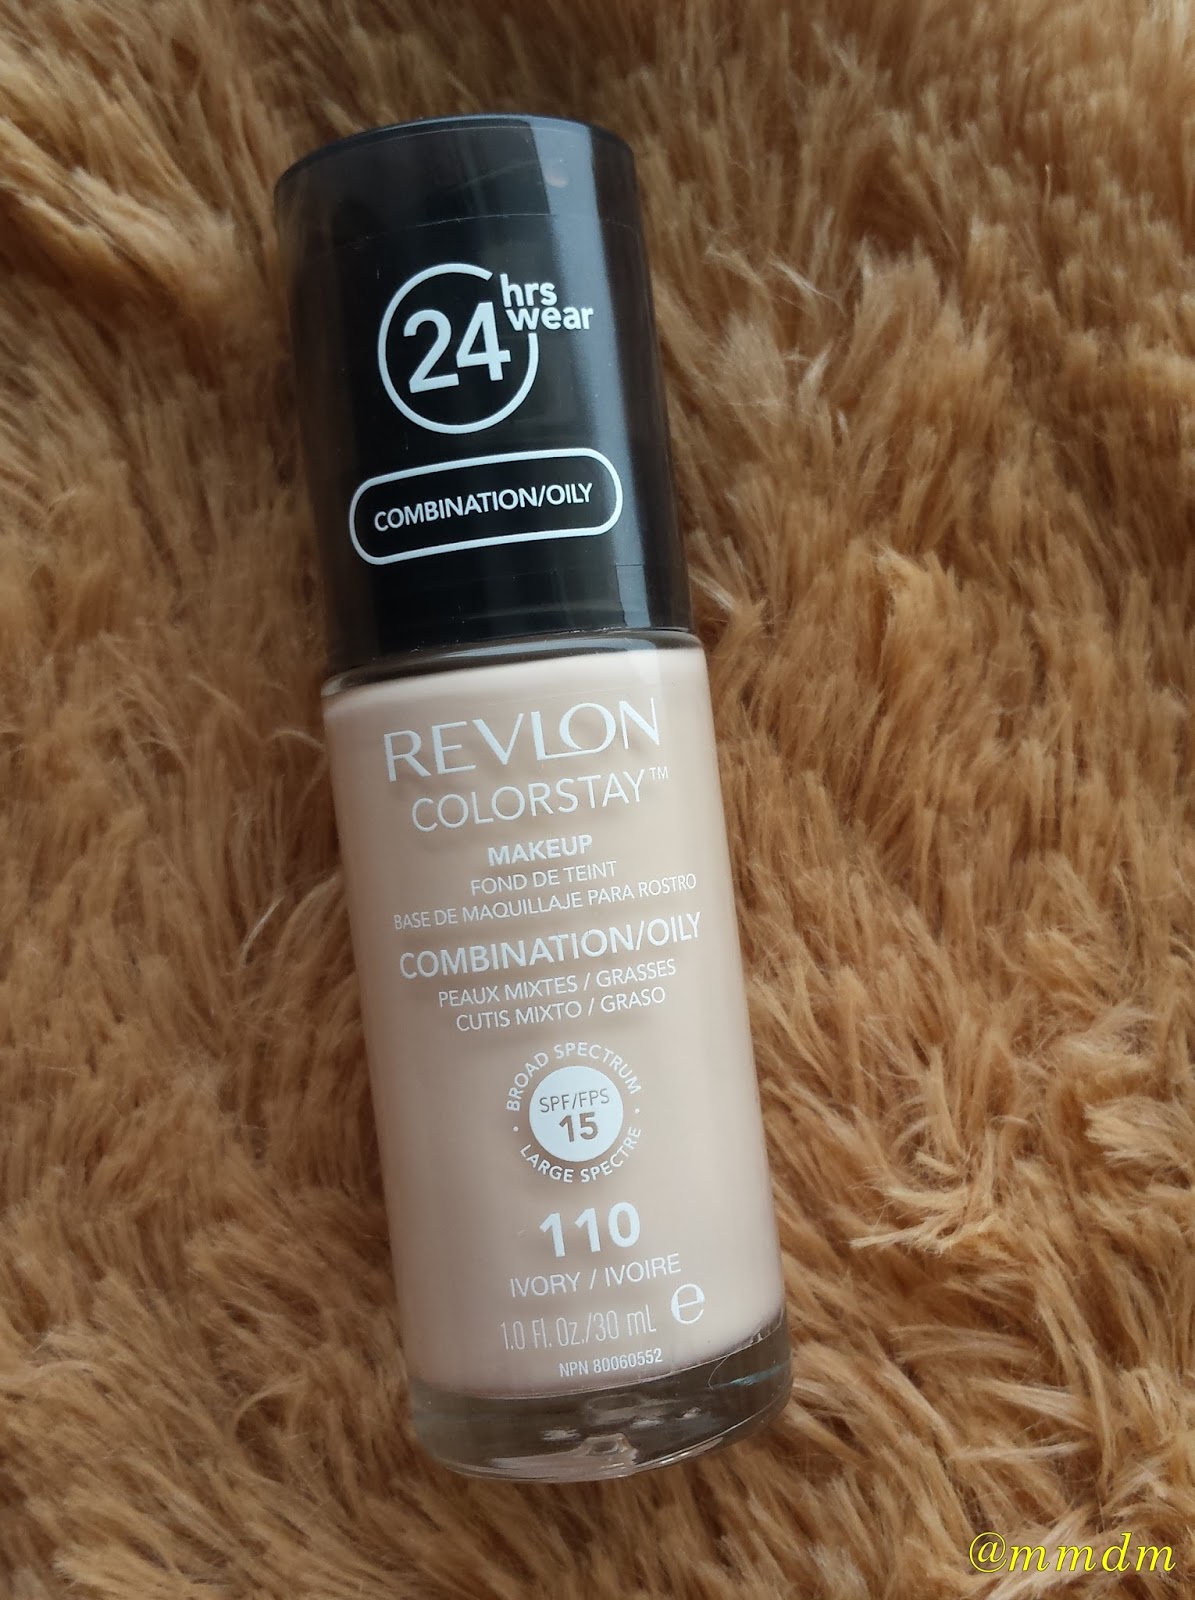 24 hrs
wear
COMBINATION/OILY
REVLON
COLORSTAY™
MAKEUP
FOND DE TEINT
BASE DE MAQUILLAJE PARA ROSTRO
COMBINATION/OILY
PEAUX MIXTES / GRASSES
CUTIS MIXTO / GRASO
• BROAD SPECTRUM •
SPF/FPS
15
LARGE SPECTRE
110
IVORY / IVOIRE
1.0 Fl. Oz./30 mL e
NPN 80060552
@mmdm